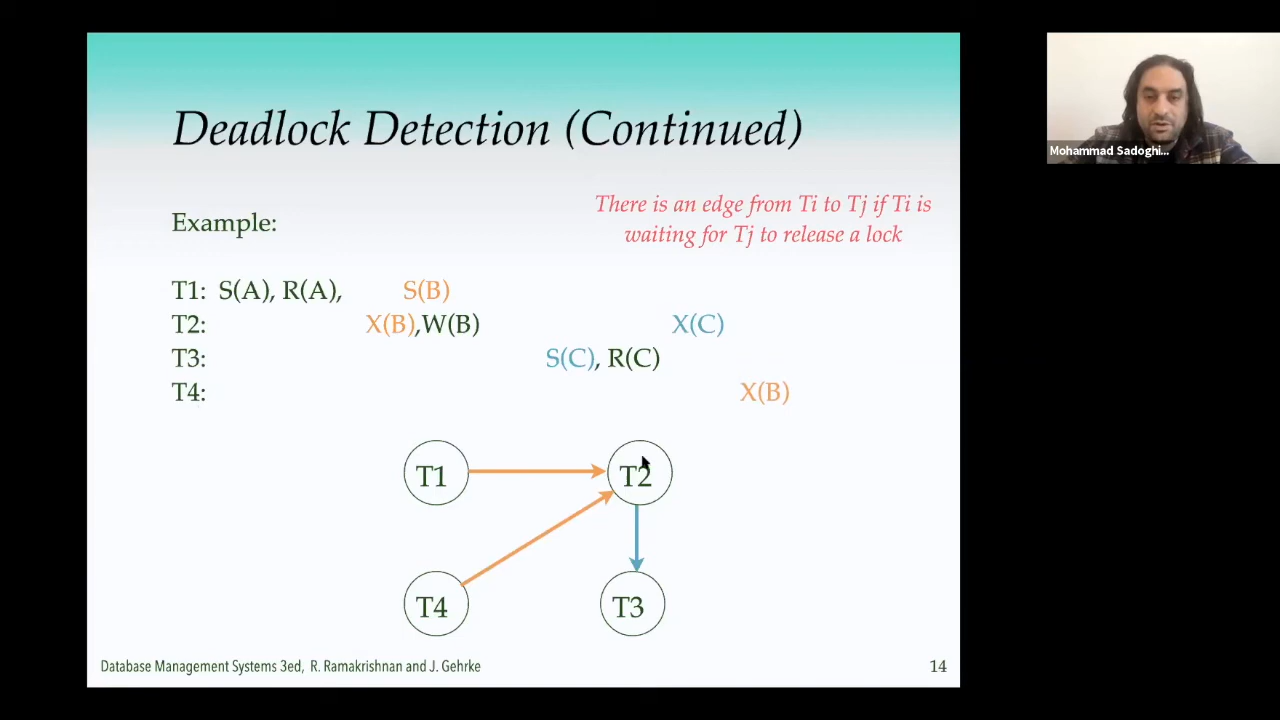 Deadlock Detection (Continued)
Mohammad Sadoghi...
There is an edge from Ti to Tj if Ti is
waiting for Tj to release a lock
Example:
T1: S(A), R(A), S(B)
T2: X(B),W(B) X(C)
T3: S(C), R(C)
T4: X(B)
T1
T2
T4
T3
Database Management Systems 3ed, R. Ramakrishnan and J. Gehrke
14